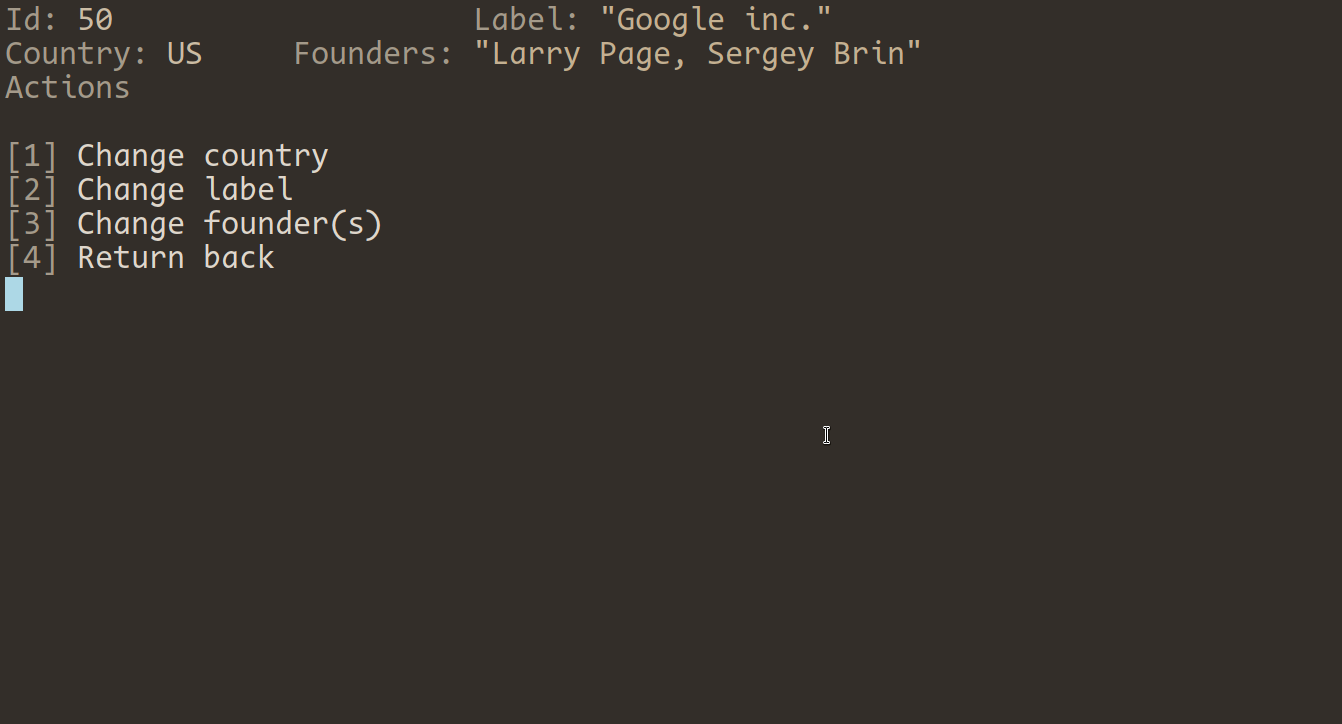 Id: 50                    Label: "Google inc."
Country: US     Founders: "Larry Page, Sergey Brin"
Actions

[1] Change country
[2] Change label
[3] Change founder(s)
[4] Return back